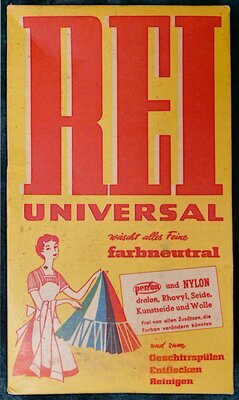 REI
UNIVERSAL
wäscht alles Feine
farbneutral
perlon und NYLON
dralon, Rhovyl, Seide,
Kunstseide und Wolle
Frei von allen Zusätzen, die
Farben verändern könnten
und zum
Geschirrspülen
Entflecken
Reinigen